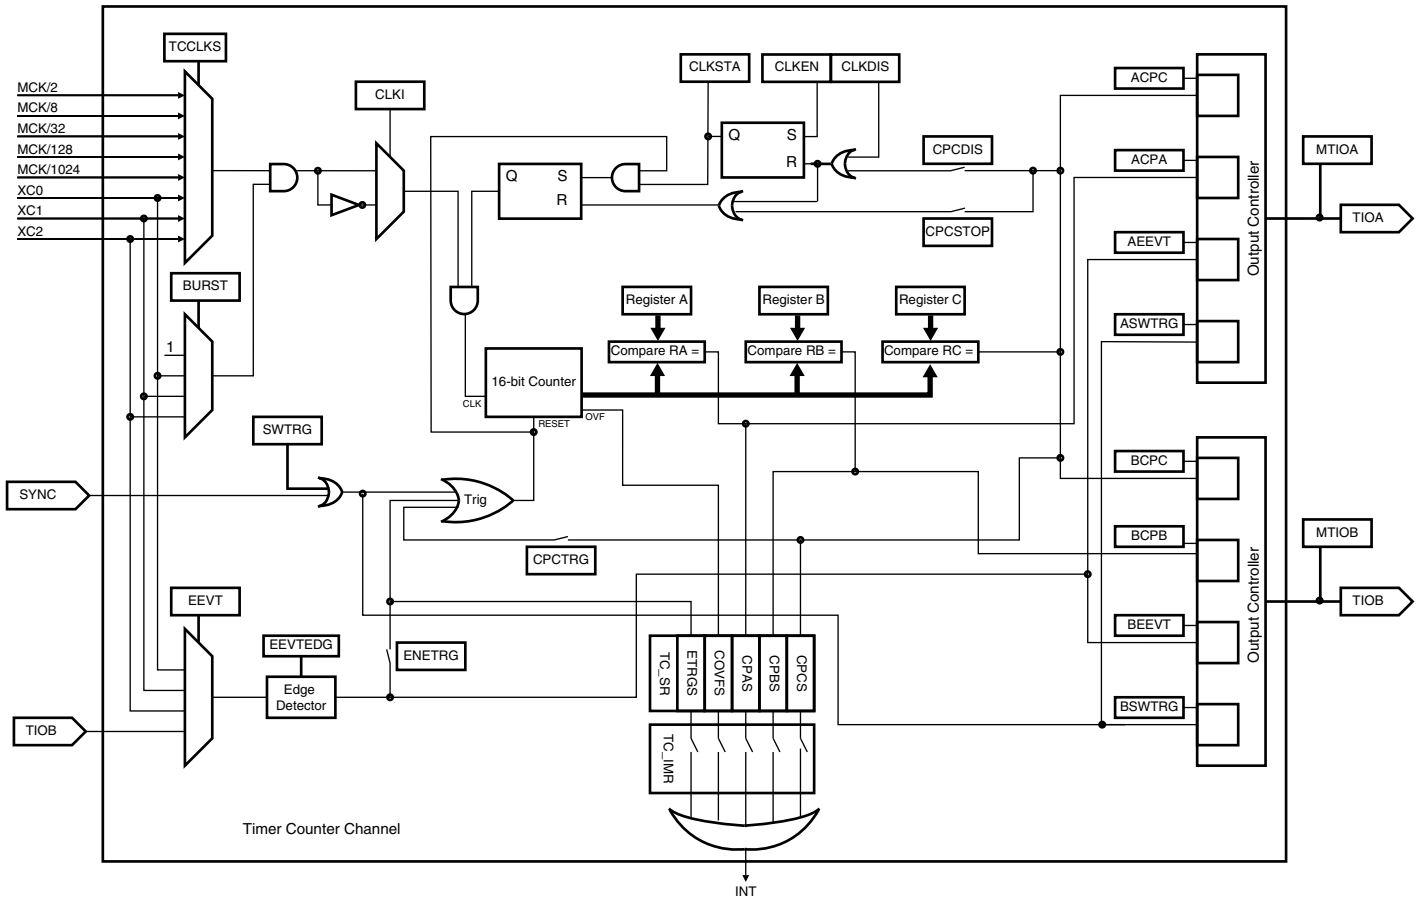 TCCLKS
MCK/2
MCK/8
MCK/32
MCK/128
MCK/1024
XC0
XC1
XC2
CLKI
CLKSTA
CLKEN
CLKDIS
Q
S
R
Q
S
R
CPCDIS
CPCSTOP
ACPC
ACPA
AEEVT
ASWTRG
Output Controller
MTIOA
TIOA
BURST
1
Register A
Register B
Register C
Compare RA =
Compare RB =
Compare RC =
16-bit Counter
CLK
OVF
RESET
SWTRG
SYNC
Trig
CPCTRG
BCPC
BCPB
BEEVT
BSWTRG
Output Controller
MTIOB
TIOB
EEVT
EEVTEDG
Edge
Detector
ENETRG
TIOB
TC_SR
ETRGS
COVFS
CPAS
CPBS
CPCS
TC_IMR
Timer Counter Channel
INT